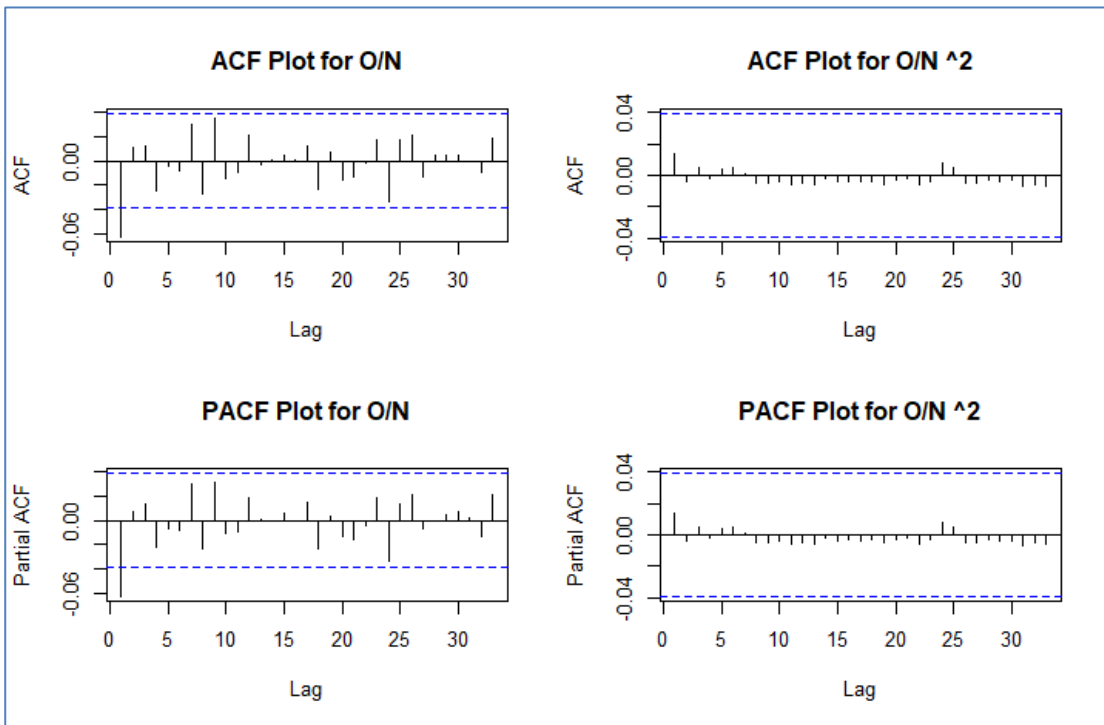 ACF Plot for O/N
ACF
0.00
-0.06
0 5 10 15 20 25 30
Lag
ACF Plot for O/N ^2
ACF
0.04
0.00
-0.04
0 5 10 15 20 25 30
Lag
PACF Plot for O/N
Partial ACF
0.00
-0.06
0 5 10 15 20 25 30
Lag
PACF Plot for O/N ^2
Partial ACF
0.04
0.00
-0.04
0 5 10 15 20 25 30
Lag